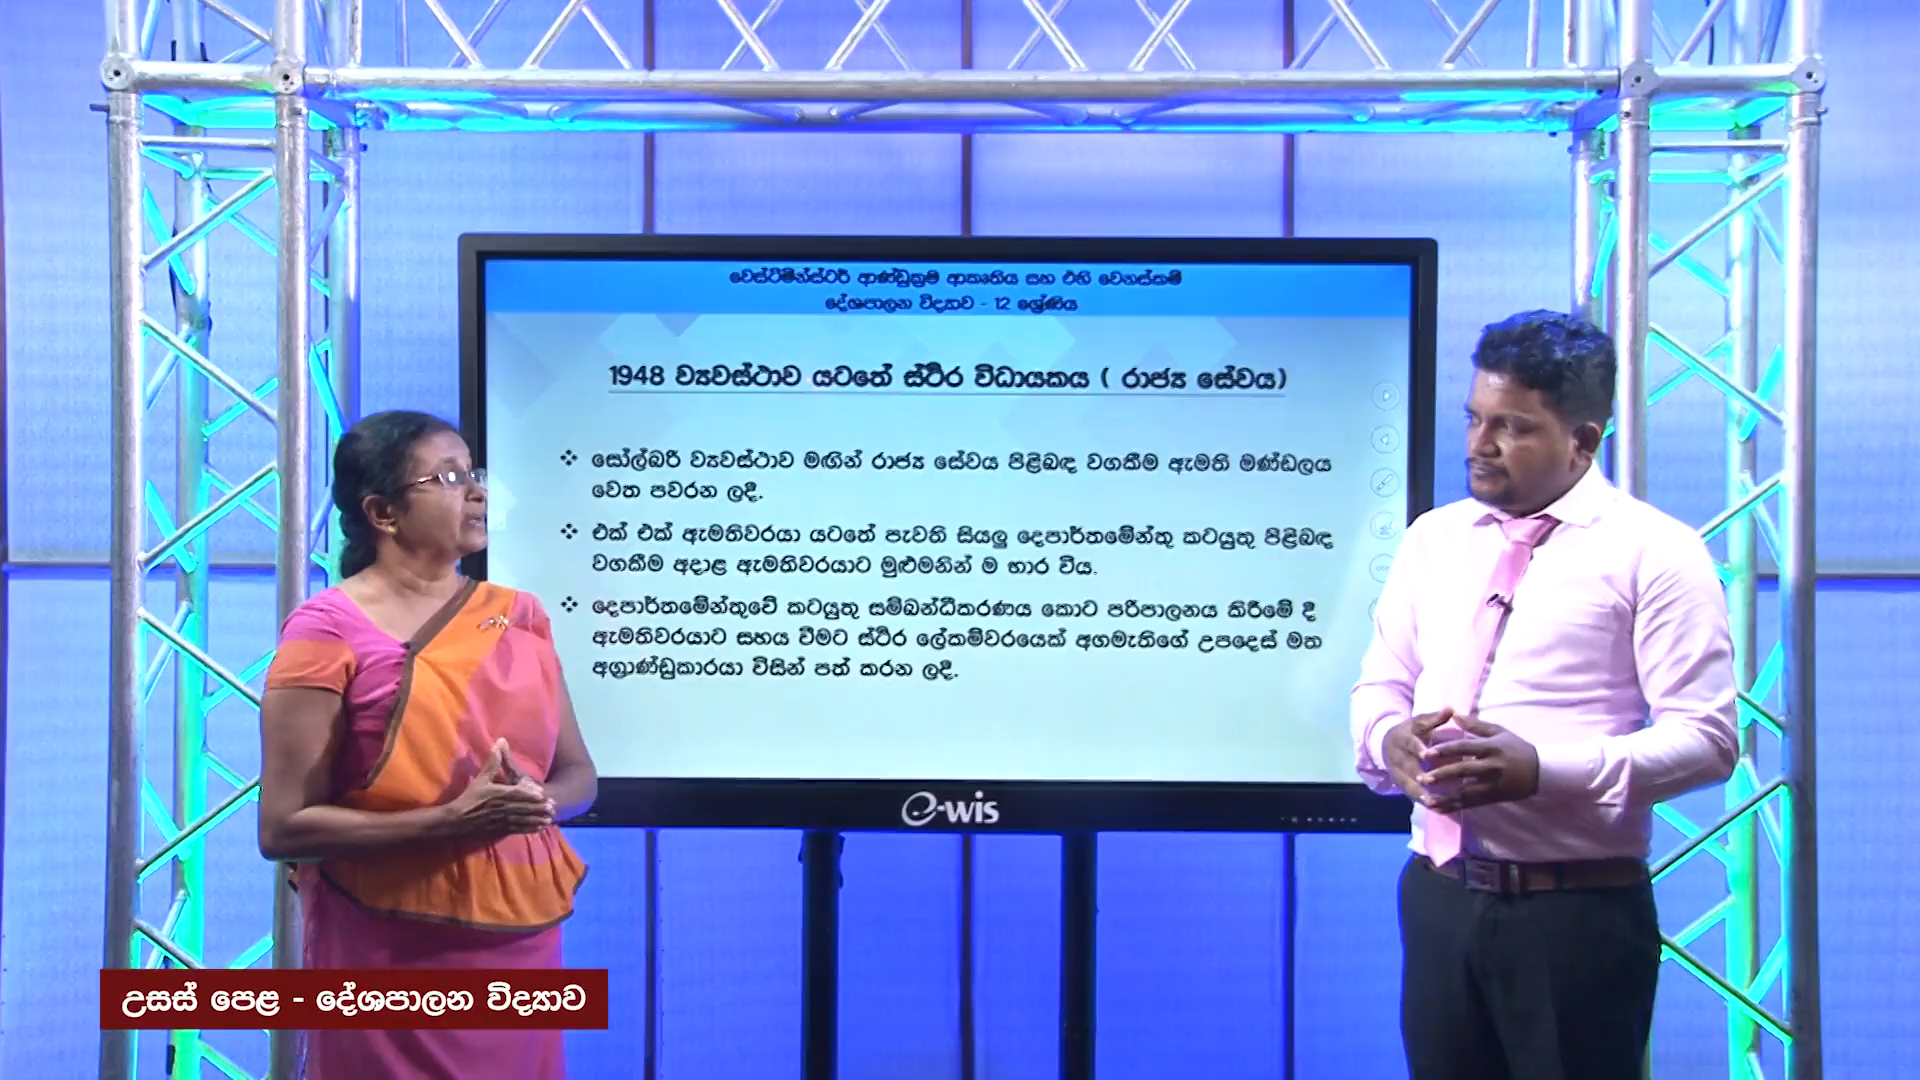 වෙස්ට්මින්ස්ටර් ආණ්ඩුක්‍රම ආකෘතිය සහ එහි වෙනස්කම්
දේශපාලන විද්‍යාව - 12 ශ්‍රේණිය
1948 ව්‍යවස්ථාව යටතේ ස්ථිර විධායකය ( රාජ්‍ය සේවය)
❖ සෝල්බරි ව්‍යවස්ථාව මඟින් රාජ්‍ය සේවය පිළිබඳ වගකීම ඇමති මණ්ඩලය
වෙත පවරන ලදී.
❖ එක් එක් ඇමතිවරයා යටතේ පැවති සියලු දෙපාර්තමේන්තු කටයුතු පිළිබඳ
වගකීම අදාළ ඇමතිවරයාට මුළුමනින් ම භාර විය.
❖ දෙපාර්තමේන්තුවේ කටයුතු සම්බන්ධීකරණය කොට පරිපාලනය කිරීමේ දී
ඇමතිවරයාට සහය වීමට ස්ථිර ලේකම්වරයෙක් අගමැතිගේ උපදෙස් මත
අග්‍රාණ්ඩුකාරයා විසින් පත් කරන ලදී.
e-wis
උසස් පෙළ - දේශපාලන විද්‍යාව